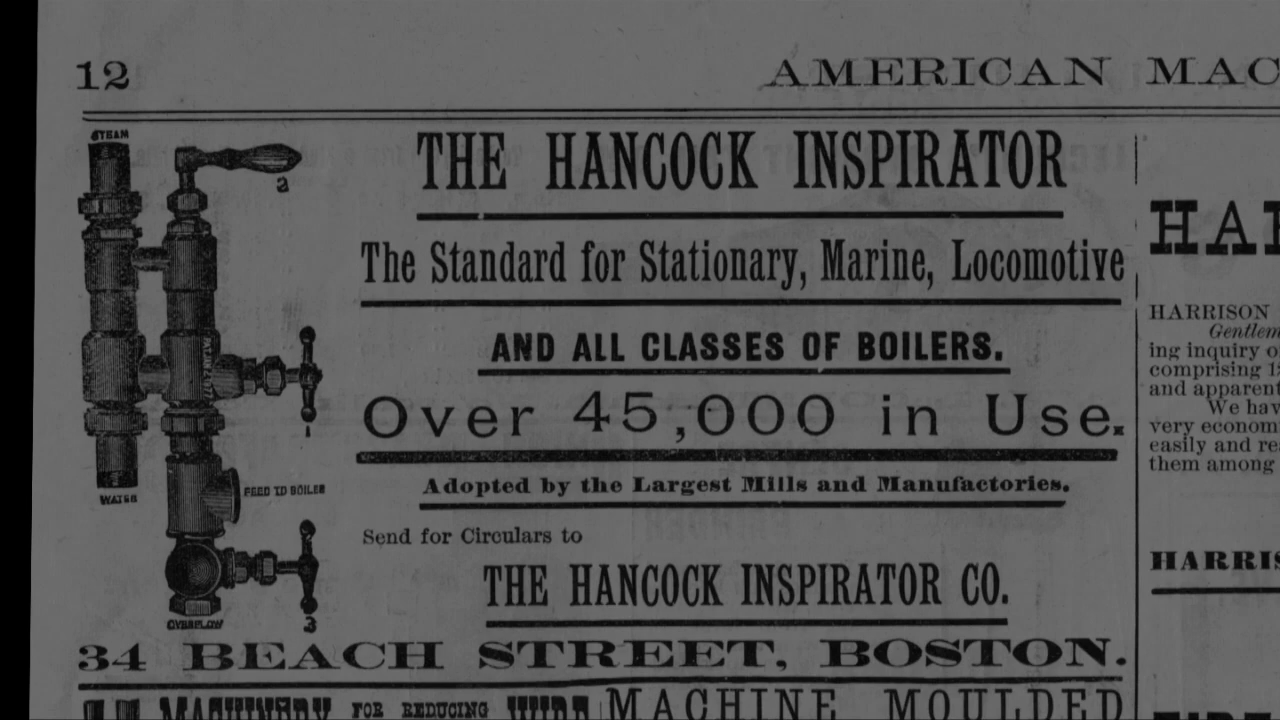 12
AMERICAN MAC
STEAM
2
THE HANCOCK INSPIRATOR
The Standard for Stationary, Marine, Locomotive
AND ALL CLASSES OF BOILERS.
Over 45,000 in Use.
Adopted by the Largest Mills and Manufactories.
Send for Circulars to
THE HANCOCK INSPIRATOR CO.
1
WATER
FEED TO BOILER
OVERFLOW
3
34 BEACH STREET, BOSTON.
MACHINERY FOR REDUCING WIRE
MACHINE MOULDED
HARRISON
Gentlem
ing inquiry o
comprising 1
and apparent
We hav
very econom
easily and re
them among
HARRIS